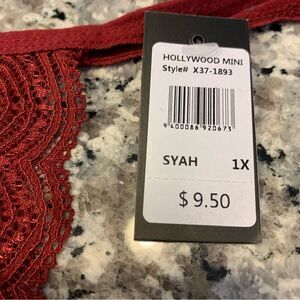 HOLLYWOOD MINI
Style# X37-1893
9400086920673
SYAH 1X
$ 9.50